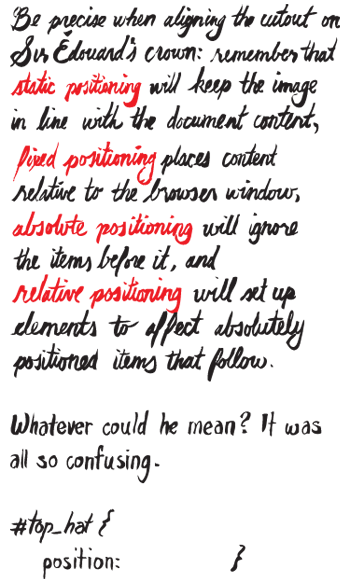 Be precise when aligning the cutout on
Sir Édouard's crown: remember that
static positioning will keep the image
in line with the document content,
fixed positioning places content
relative to the browser window,
absolute positioning will ignore
the items before it, and
relative positioning will set up
elements to affect absolutely
positioned items that follow.
Whatever could he mean? It was
all so confusing.
#top_hat {
position: }